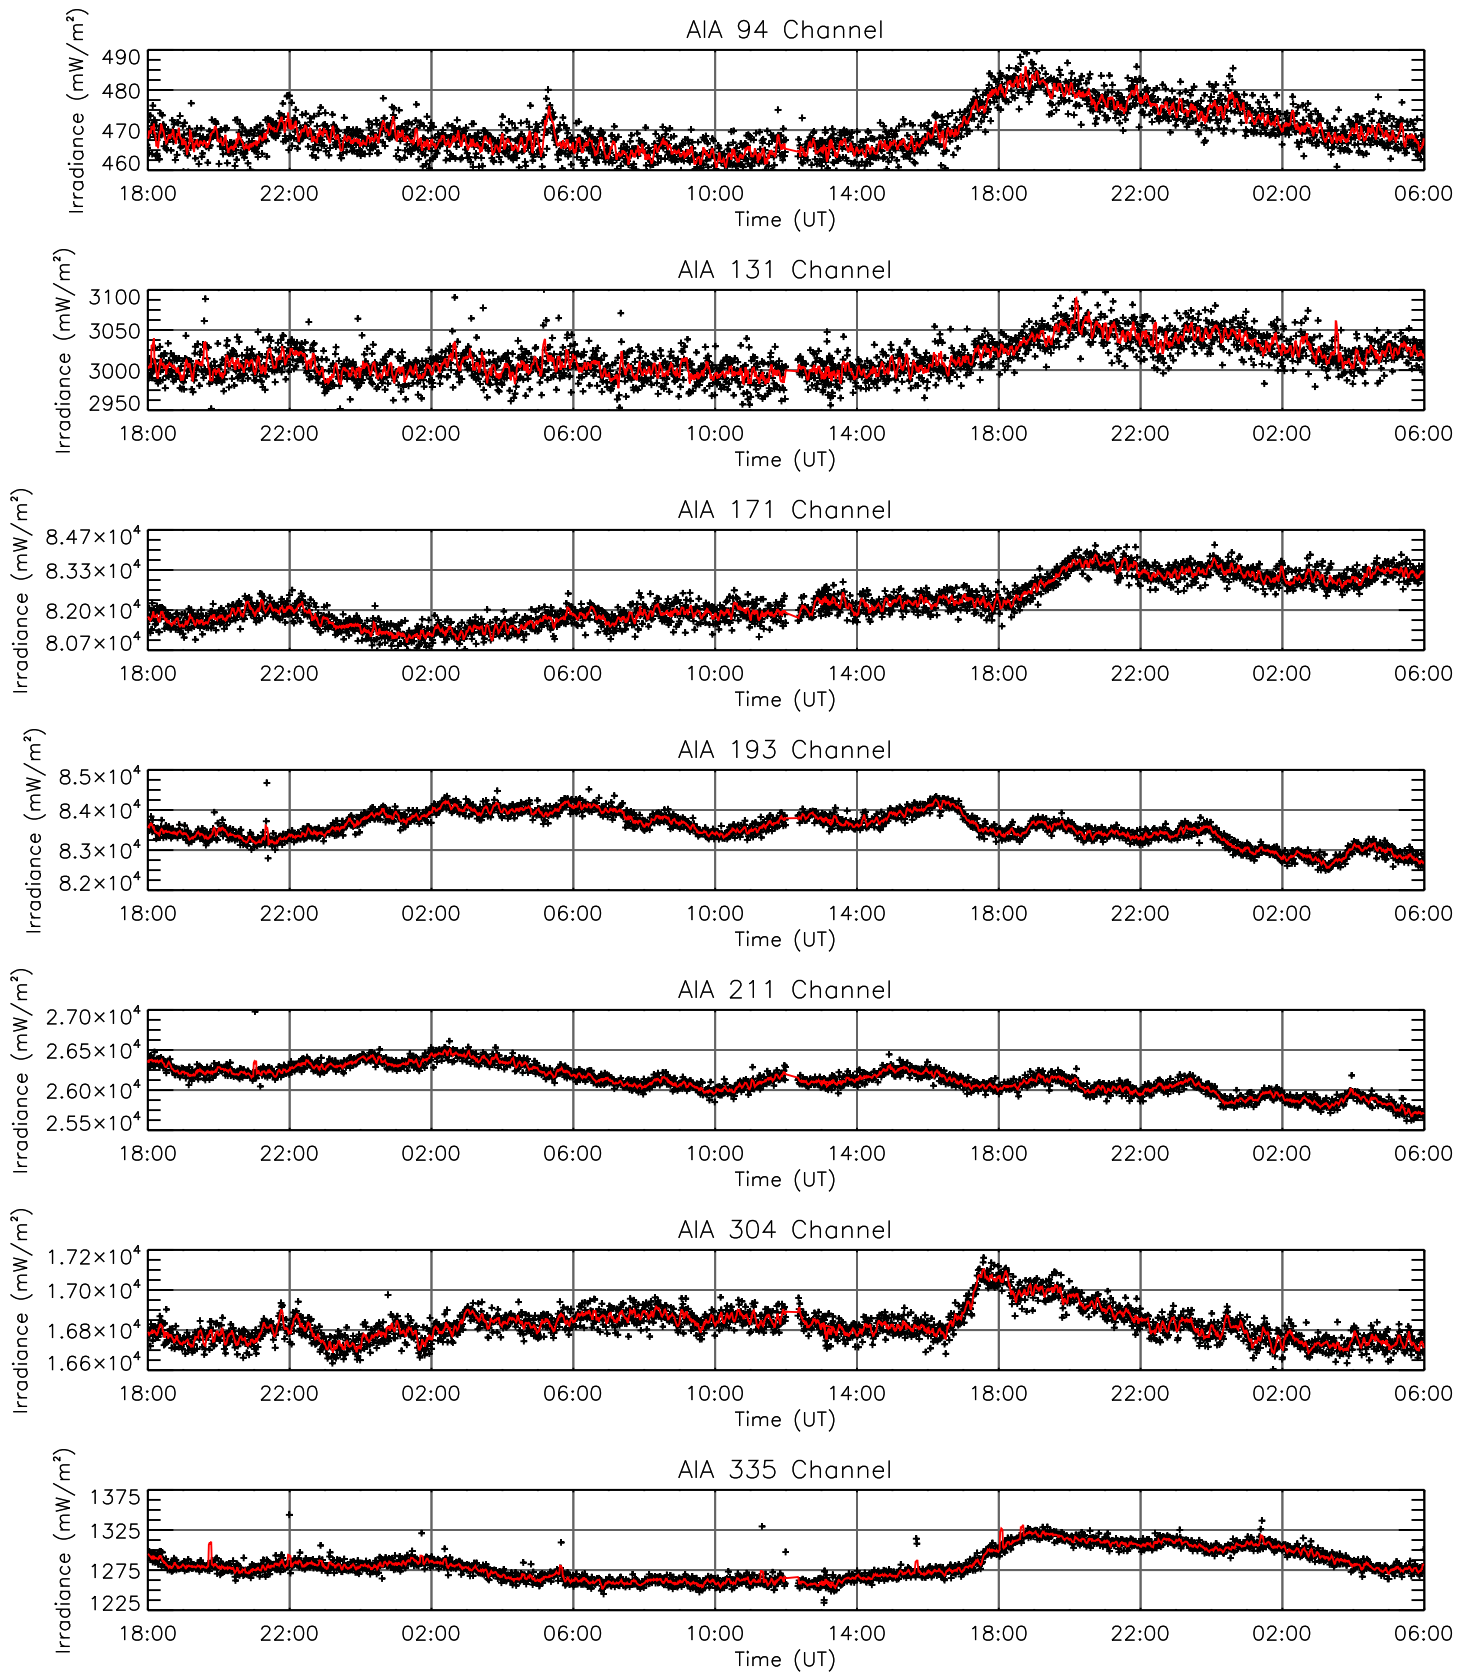 AIA 94 Channel
Irradiance (mW/m²)
490
480
470
460
18:00 22:00 02:00 06:00 10:00 14:00 18:00 22:00 02:00 06:00
Time (UT)
AIA 131 Channel
Irradiance (mW/m²)
3100
3050
3000
2950
18:00 22:00 02:00 06:00 10:00 14:00 18:00 22:00 02:00 06:00
Time (UT)
AIA 171 Channel
Irradiance (mW/m²)
8.47×10⁴
8.33×10⁴
8.20×10⁴
8.07×10⁴
18:00 22:00 02:00 06:00 10:00 14:00 18:00 22:00 02:00 06:00
Time (UT)
AIA 193 Channel
Irradiance (mW/m²)
8.5×10⁴
8.4×10⁴
8.3×10⁴
8.2×10⁴
18:00 22:00 02:00 06:00 10:00 14:00 18:00 22:00 02:00 06:00
Time (UT)
AIA 211 Channel
Irradiance (mW/m²)
2.70×10⁴
2.65×10⁴
2.60×10⁴
2.55×10⁴
18:00 22:00 02:00 06:00 10:00 14:00 18:00 22:00 02:00 06:00
Time (UT)
AIA 304 Channel
Irradiance (mW/m²)
1.72×10⁴
1.70×10⁴
1.68×10⁴
1.66×10⁴
18:00 22:00 02:00 06:00 10:00 14:00 18:00 22:00 02:00 06:00
Time (UT)
AIA 335 Channel
Irradiance (mW/m²)
1375
1325
1275
1225
18:00 22:00 02:00 06:00 10:00 14:00 18:00 22:00 02:00 06:00
Time (UT)